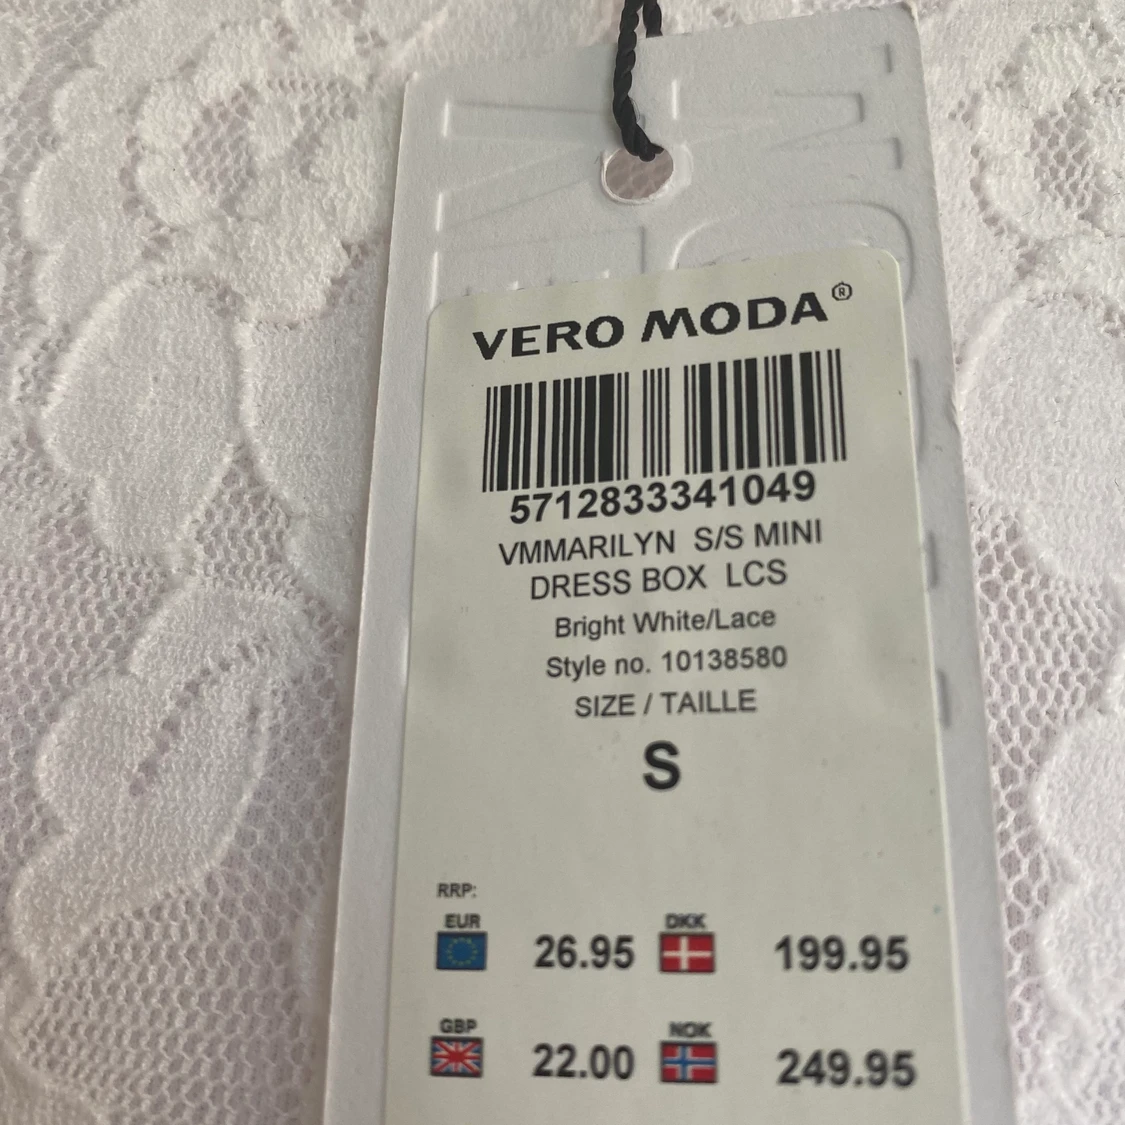 VERO MODA®
5712833341049
VMMARILYN S/S MINI
DRESS BOX LCS
Bright White/Lace
Style no. 10138580
SIZE / TAILLE
S
RRP:
EUR DKK
26.95 199.95
GBP NOK
22.00 249.95